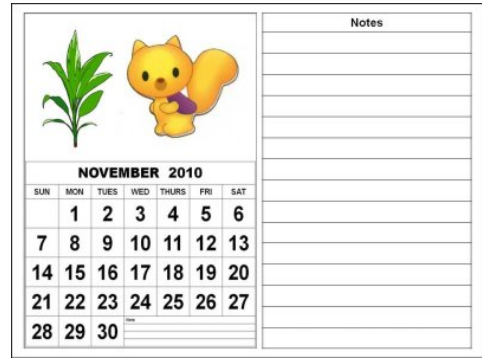 Notes
NOVEMBER 2010
SUN MON TUES WED THURS FRI SAT
1 2 3 4 5 6
7 8 9 10 11 12 13
14 15 16 17 18 19 20
21 22 23 24 25 26 27
28 29 30